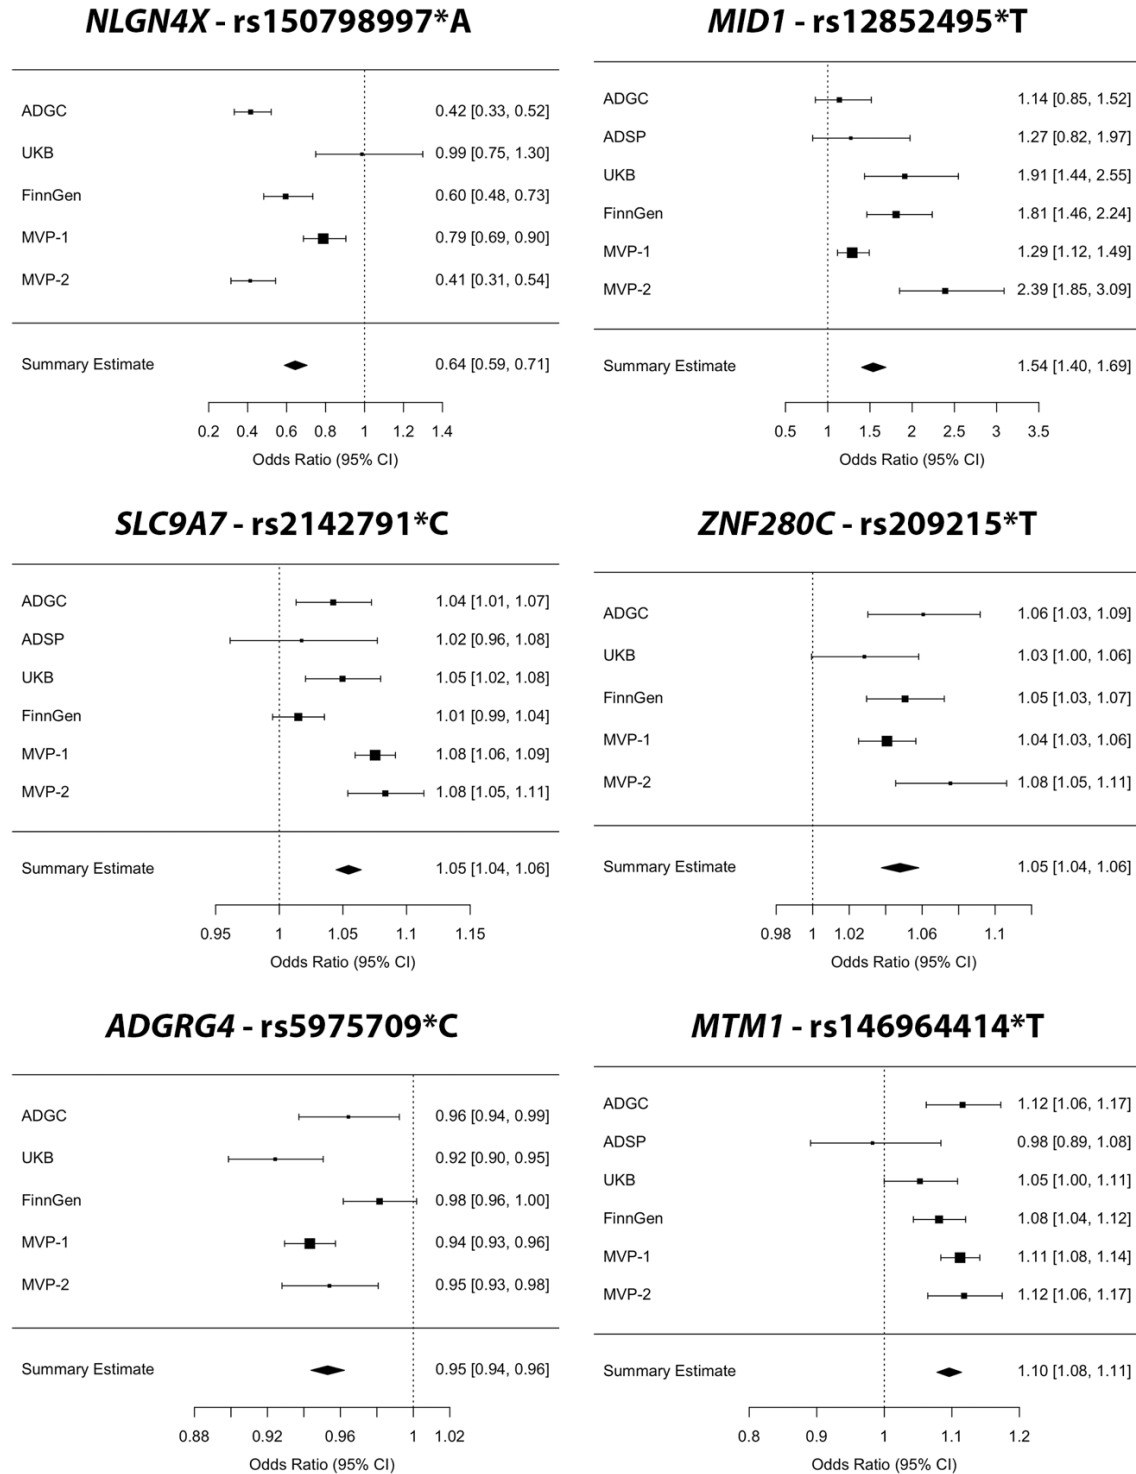 NLGN4X - rs150798997*A
ADGC 0.42 [0.33, 0.52]
UKB 0.99 [0.75, 1.30]
FinnGen 0.60 [0.48, 0.73]
MVP-1 0.79 [0.69, 0.90]
MVP-2 0.41 [0.31, 0.54]
Summary Estimate 0.64 [0.59, 0.71]
0.2 0.4 0.6 0.8 1 1.2 1.4
Odds Ratio (95% CI)
MID1 - rs12852495*T
ADGC 1.14 [0.85, 1.52]
ADSP 1.27 [0.82, 1.97]
UKB 1.91 [1.44, 2.55]
FinnGen 1.81 [1.46, 2.24]
MVP-1 1.29 [1.12, 1.49]
MVP-2 2.39 [1.85, 3.09]
Summary Estimate 1.54 [1.40, 1.69]
0.5 1 1.5 2 2.5 3 3.5
Odds Ratio (95% CI)
SLC9A7 - rs2142791*C
ADGC 1.04 [1.01, 1.07]
ADSP 1.02 [0.96, 1.08]
UKB 1.05 [1.02, 1.08]
FinnGen 1.01 [0.99, 1.04]
MVP-1 1.08 [1.06, 1.09]
MVP-2 1.08 [1.05, 1.11]
Summary Estimate 1.05 [1.04, 1.06]
0.95 1 1.05 1.1 1.15
Odds Ratio (95% CI)
ZNF280C - rs209215*T
ADGC 1.06 [1.03, 1.09]
UKB 1.03 [1.00, 1.06]
FinnGen 1.05 [1.03, 1.07]
MVP-1 1.04 [1.03, 1.06]
MVP-2 1.08 [1.05, 1.11]
Summary Estimate 1.05 [1.04, 1.06]
0.98 1 1.02 1.06 1.1
Odds Ratio (95% CI)
ADGRG4 - rs5975709*C
ADGC 0.96 [0.94, 0.99]
UKB 0.92 [0.90, 0.95]
FinnGen 0.98 [0.96, 1.00]
MVP-1 0.94 [0.93, 0.96]
MVP-2 0.95 [0.93, 0.98]
Summary Estimate 0.95 [0.94, 0.96]
0.88 0.92 0.96 1 1.02
Odds Ratio (95% CI)
MTM1 - rs146964414*T
ADGC 1.12 [1.06, 1.17]
ADSP 0.98 [0.89, 1.08]
UKB 1.05 [1.00, 1.11]
FinnGen 1.08 [1.04, 1.12]
MVP-1 1.11 [1.08, 1.14]
MVP-2 1.12 [1.06, 1.17]
Summary Estimate 1.10 [1.08, 1.11]
0.8 0.9 1 1.1 1.2
Odds Ratio (95% CI)